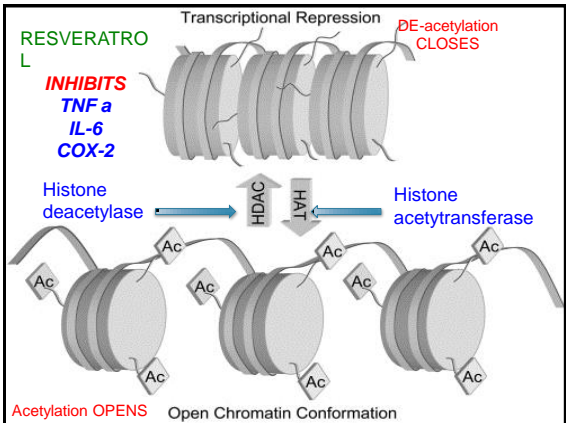 Transcriptional Repression
RESVERATRO
L
INHIBITS
TNF a
IL-6
COX-2
DE-acetylation
CLOSES
Histone
deacetylase
HDAC
HAT
Histone
acetytransferase
Ac
Ac
Ac
Ac
Ac
Ac
Ac
Ac
Ac
Acetylation OPENS
Open Chromatin Conformation